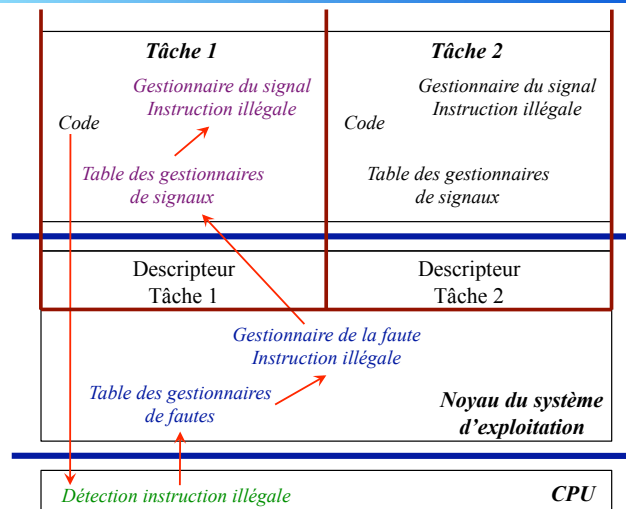 Tâche 1
Gestionnaire du signal
Instruction illégale
Code
Table des gestionnaires
de signaux
Tâche 2
Gestionnaire du signal
Instruction illégale
Code
Table des gestionnaires
de signaux
Descripteur
Tâche 1
Descripteur
Tâche 2
Gestionnaire de la faute
Instruction illégale
Table des gestionnaires
de fautes
Noyau du système
d'exploitation
Détection instruction illégale
CPU